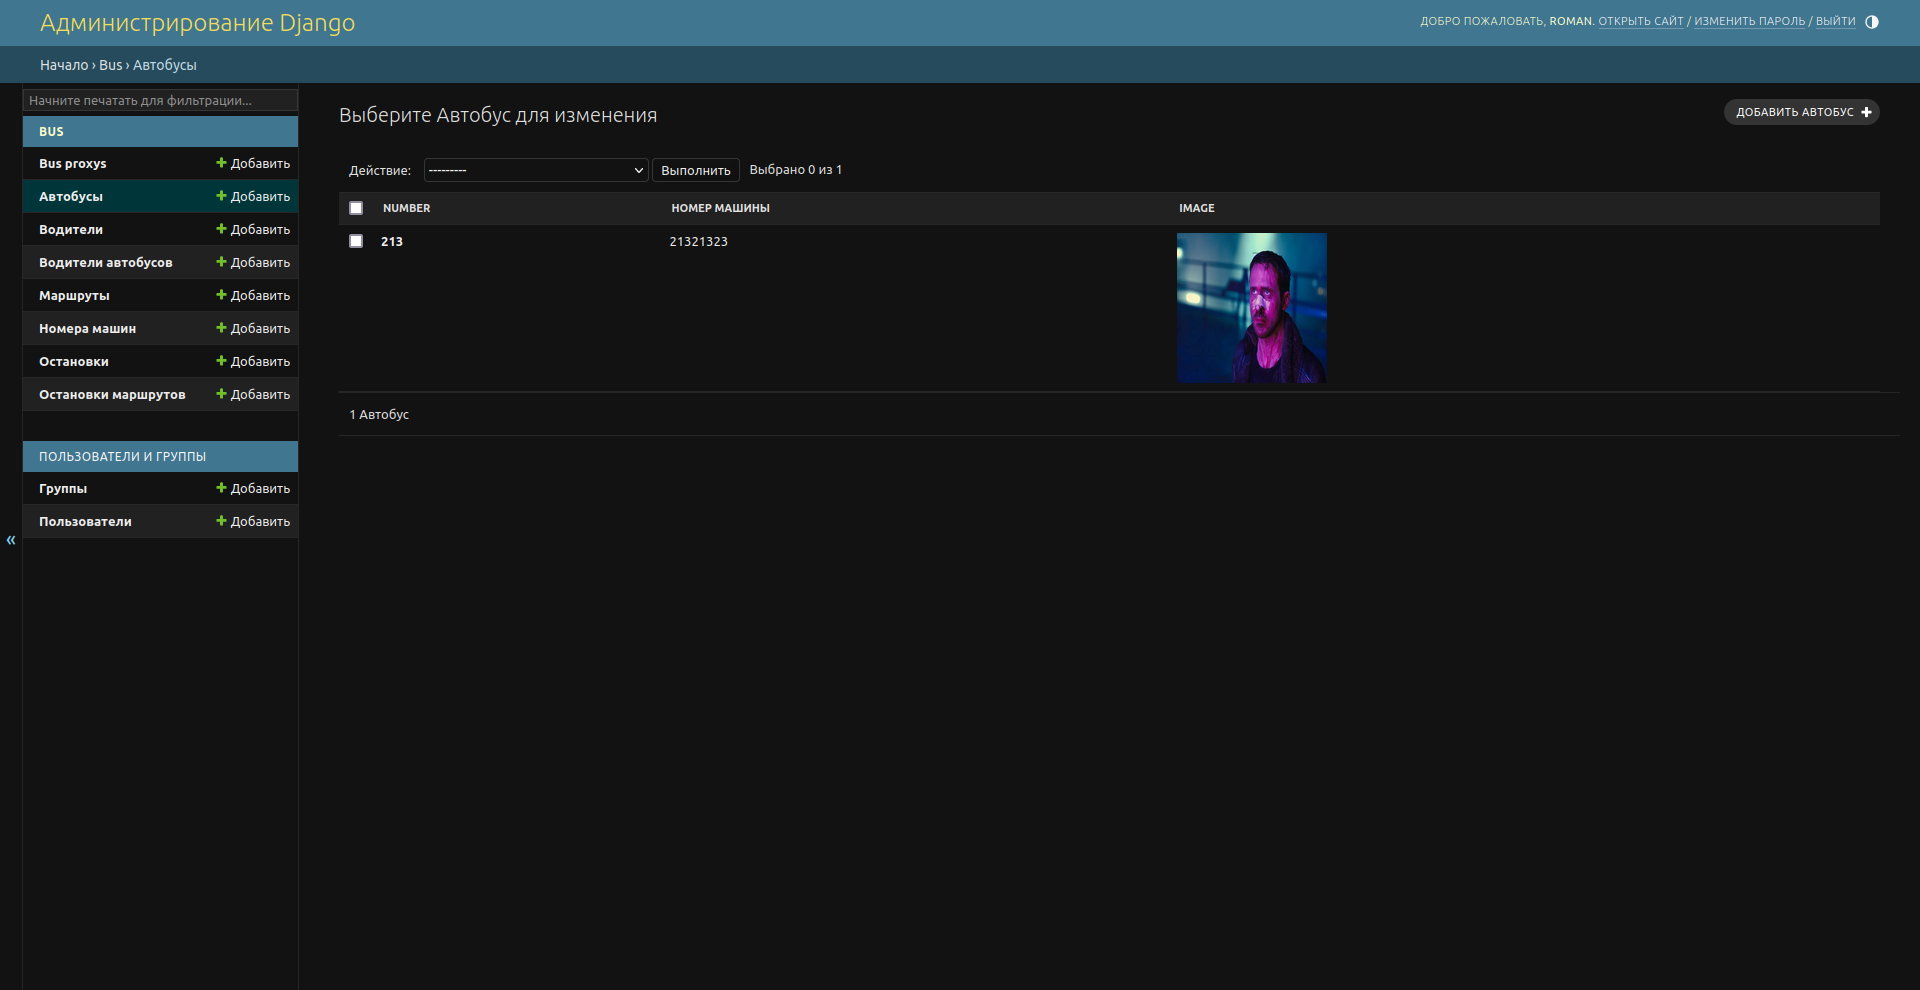 Администрирование Django
ДОБРО ПОЖАЛОВАТЬ, ROMAN. ОТКРЫТЬ САЙТ / ИЗМЕНИТЬ ПАРОЛЬ / ВЫЙТИ
Начало › Bus › Автобусы
Начните печатать для фильтрации...
BUS
Bus proxys + Добавить
Автобусы + Добавить
Водители + Добавить
Водители автобусов + Добавить
Маршруты + Добавить
Номера машин + Добавить
Остановки + Добавить
Остановки маршрутов + Добавить
ПОЛЬЗОВАТЕЛИ И ГРУППЫ
Группы + Добавить
Пользователи + Добавить
«
Выберите Автобус для изменения
ДОБАВИТЬ АВТОБУС +
Действие: --------- Выполнить Выбрано 0 из 1
NUMBER НОМЕР МАШИНЫ IMAGE
213 21321323
1 Автобус